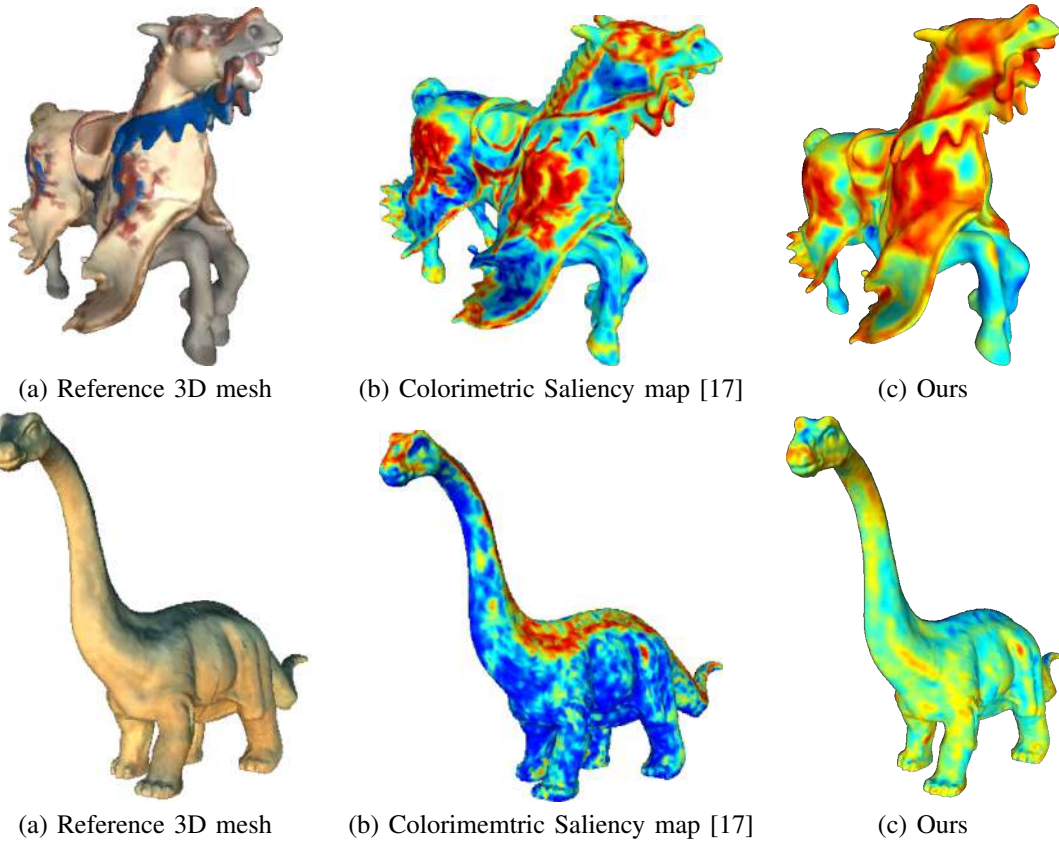 (a) Reference 3D mesh
(b) Colorimetric Saliency map [17]
(c) Ours
(a) Reference 3D mesh
(b) Colorimemtric Saliency map [17]
(c) Ours